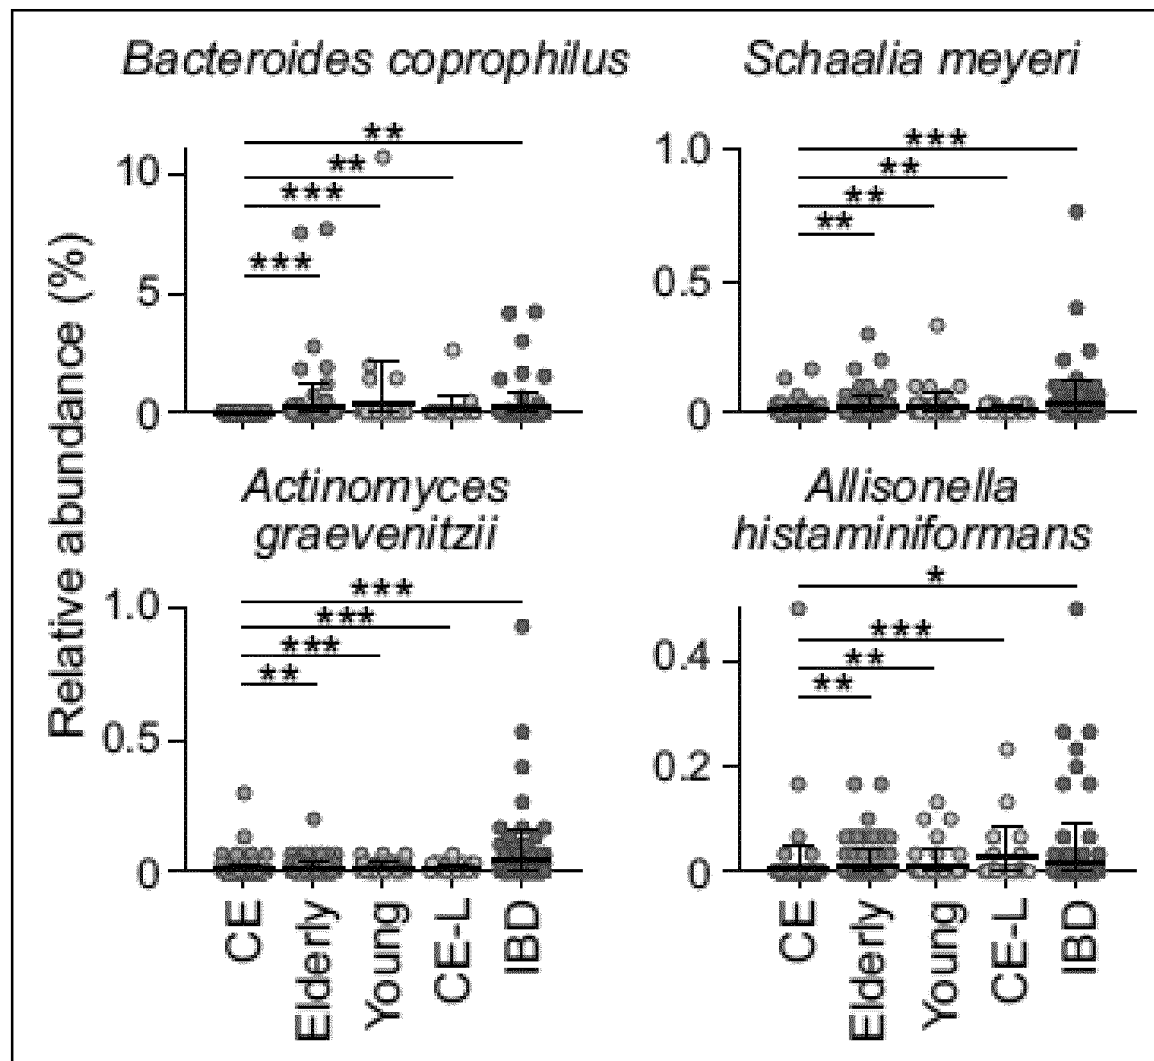 Bacteroides coprophilus
Schaalia meyeri
Relative abundance (%)
10
5
0
**
**
***
***
1.0
0.5
0
***
**
**
**
Actinomyces
graevenitzii
Allisonella
histaminiformans
1.0
0.5
0
***
***
***
**
0.4
0.2
0
*
***
**
**
CE
Elderly
Young
CE-L
IBD
CE
Elderly
Young
CE-L
IBD